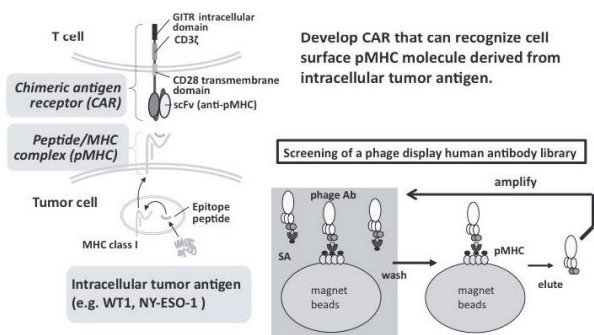 GITR intracellular
domain
CD3ζ
T cell
CD28 transmembrane
domain
scFv (anti-pMHC)
Chimeric antigen
receptor (CAR)
Peptide/MHC
complex (pMHC)
Tumor cell
Epitope
peptide
MHC class I
Intracellular tumor antigen
(e.g. WT1, NY-ESO-1 )
Develop CAR that can recognize cell
surface pMHC molecule derived from
intracellular tumor antigen.
Screening of a phage display human antibody library
amplify
phage Ab
SA
wash
pMHC
elute
magnet
beads
magnet
beads